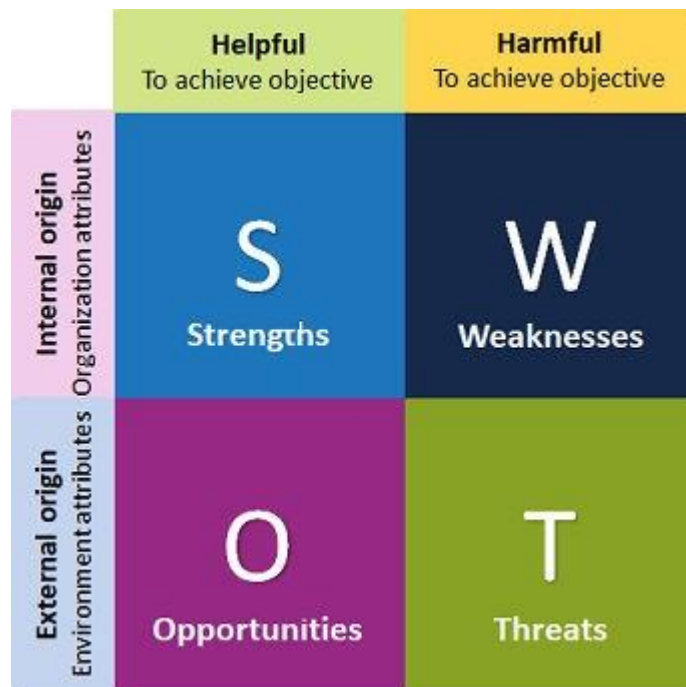 Helpful
To achieve objective
Harmful
To achieve objective
Internal origin
Organization attributes
S
Strengths
W
Weaknesses
External origin
Environment attributes
O
Opportunities
T
Threats